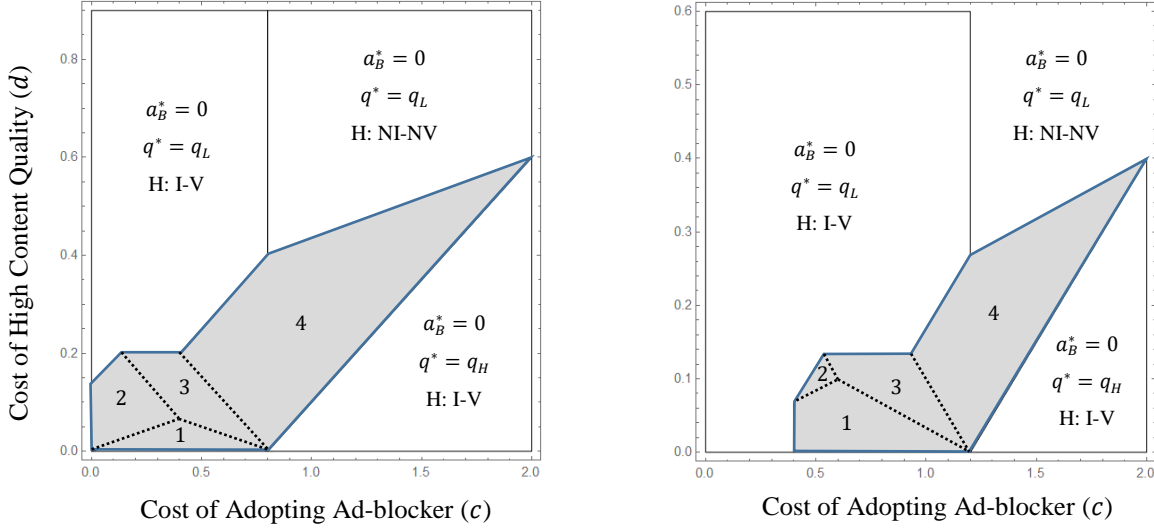 Cost of High Content Quality (d)
0.8
0.6
0.4
0.2
0.0
a*_B = 0
q* = q_L
H: I-V
a*_B = 0
q* = q_L
H: NI-NV
4
a*_B = 0
q* = q_H
H: I-V
2
3
1
0.0 0.5 1.0 1.5 2.0
Cost of Adopting Ad-blocker (c)
0.6
0.5
0.4
0.3
0.2
0.1
0.0
a*_B = 0
q* = q_L
H: I-V
a*_B = 0
q* = q_L
H: NI-NV
4
a*_B = 0
q* = q_H
H: I-V
2
3
1
0.0 0.5 1.0 1.5 2.0
Cost of Adopting Ad-blocker (c)